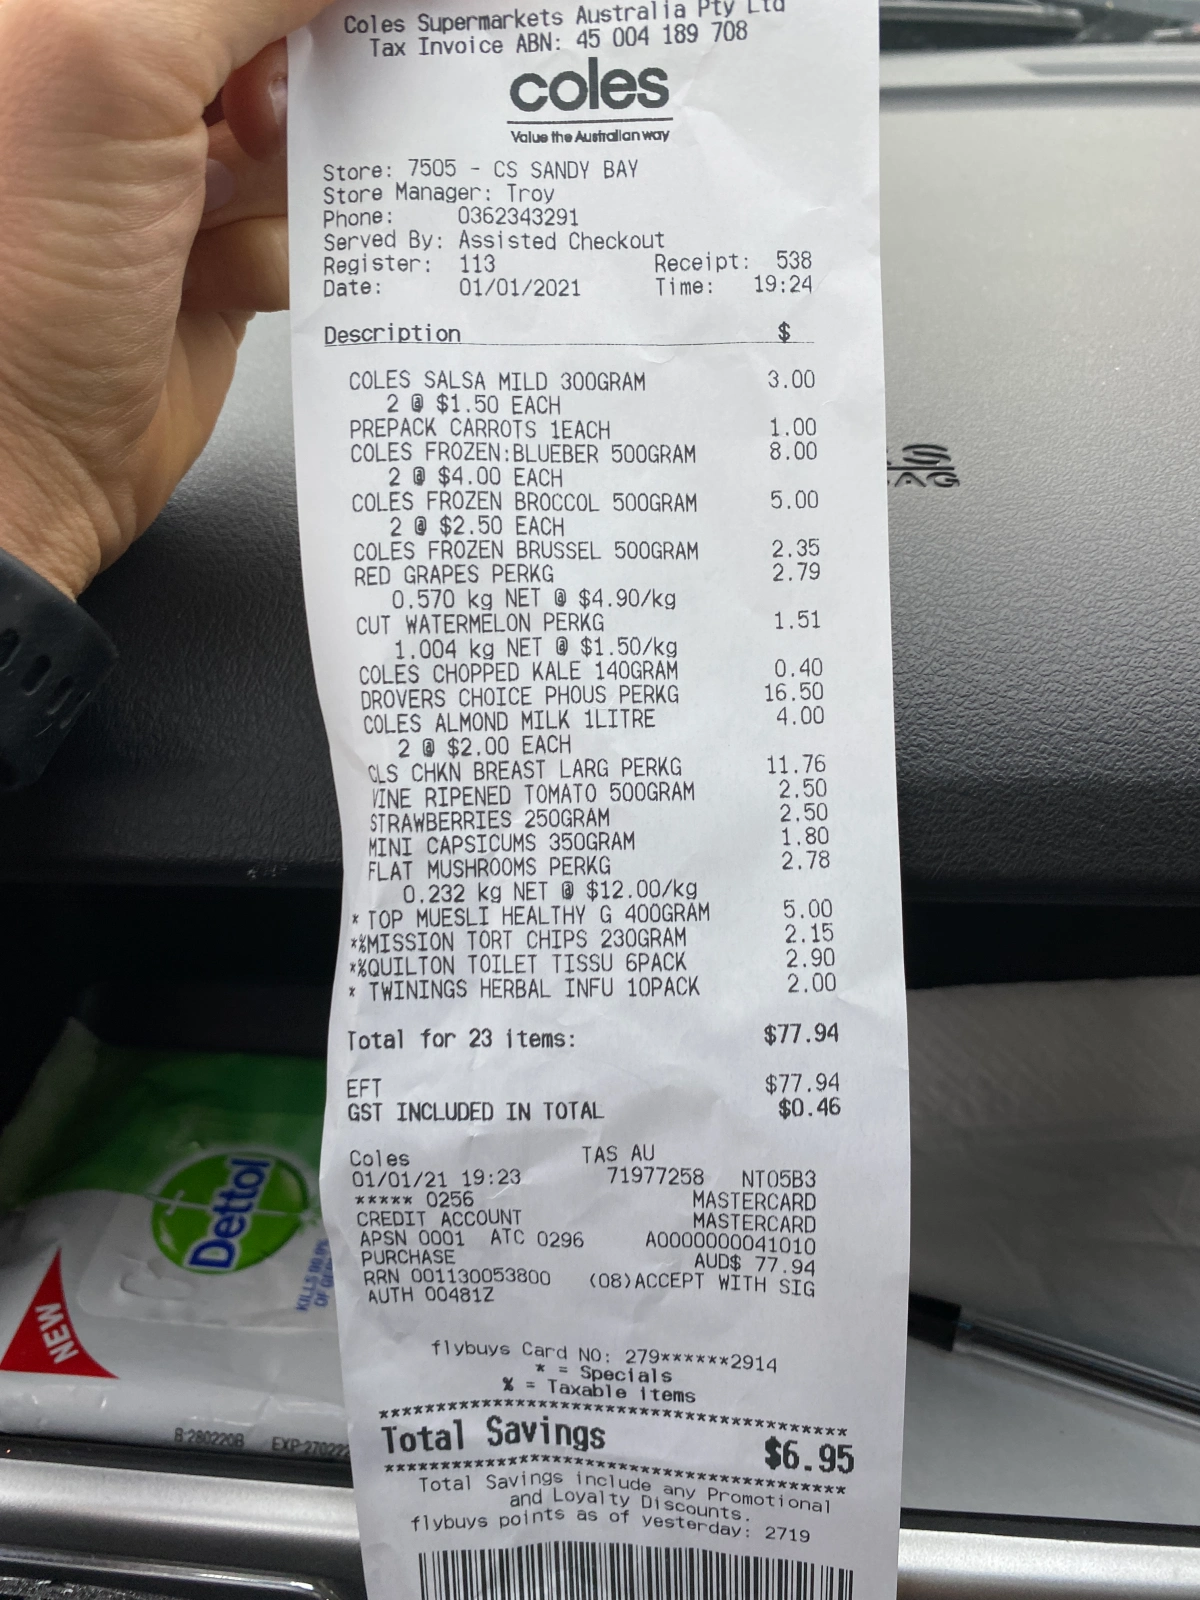 Coles Supermarkets Australia Pty Ltd
Tax Invoice ABN: 45 004 189 708
coles
Value the Australian way
Store: 7505 - CS SANDY BAY
Store Manager: Troy
Phone: 0362343291
Served By: Assisted Checkout
Register: 113 Receipt: 538
Date: 01/01/2021 Time: 19:24
Description $
COLES SALSA MILD 300GRAM 3.00
2 @ $1.50 EACH
PREPACK CARROTS 1EACH 1.00
COLES FROZEN:BLUEBER 500GRAM 8.00
2 @ $4.00 EACH
COLES FROZEN BROCCOL 500GRAM 5.00
2 @ $2.50 EACH
COLES FROZEN BRUSSEL 500GRAM 2.35
RED GRAPES PERKG 2.79
0.570 kg NET @ $4.90/kg
CUT WATERMELON PERKG 1.51
1.004 kg NET @ $1.50/kg
COLES CHOPPED KALE 140GRAM 0.40
DROVERS CHOICE PHOUS PERKG 16.50
COLES ALMOND MILK 1LITRE 4.00
2 @ $2.00 EACH
CLS CHKN BREAST LARG PERKG 11.76
VINE RIPENED TOMATO 500GRAM 2.50
STRAWBERRIES 250GRAM 2.50
MINI CAPSICUMS 350GRAM 1.80
FLAT MUSHROOMS PERKG 2.78
0.232 kg NET @ $12.00/kg
* TOP MUESLI HEALTHY G 400GRAM 5.00
*%MISSION TORT CHIPS 230GRAM 2.15
*%QUILTON TOILET TISSU 6PACK 2.90
* TWININGS HERBAL INFU 10PACK 2.00
Total for 23 items: $77.94
EFT $77.94
GST INCLUDED IN TOTAL $0.46
Coles TAS AU
01/01/21 19:23 71977258 NT05B3
***** 0256 MASTERCARD
CREDIT ACCOUNT MASTERCARD
APSN 0001 ATC 0296 A0000000041010
PURCHASE AUD$ 77.94
RRN 001130053800 (08)ACCEPT WITH SIG
AUTH 00481Z
flybuys Card NO: 279******2914
* = Specials
% = Taxable items
****************************************
Total Savings $6.95
****************************************
Total Savings include any Promotional
and Loyalty Discounts.
flybuys points as of yesterday: 2719
Dettol
KILLS 99.9%
OF
NEW
B-280220B EXP-270222